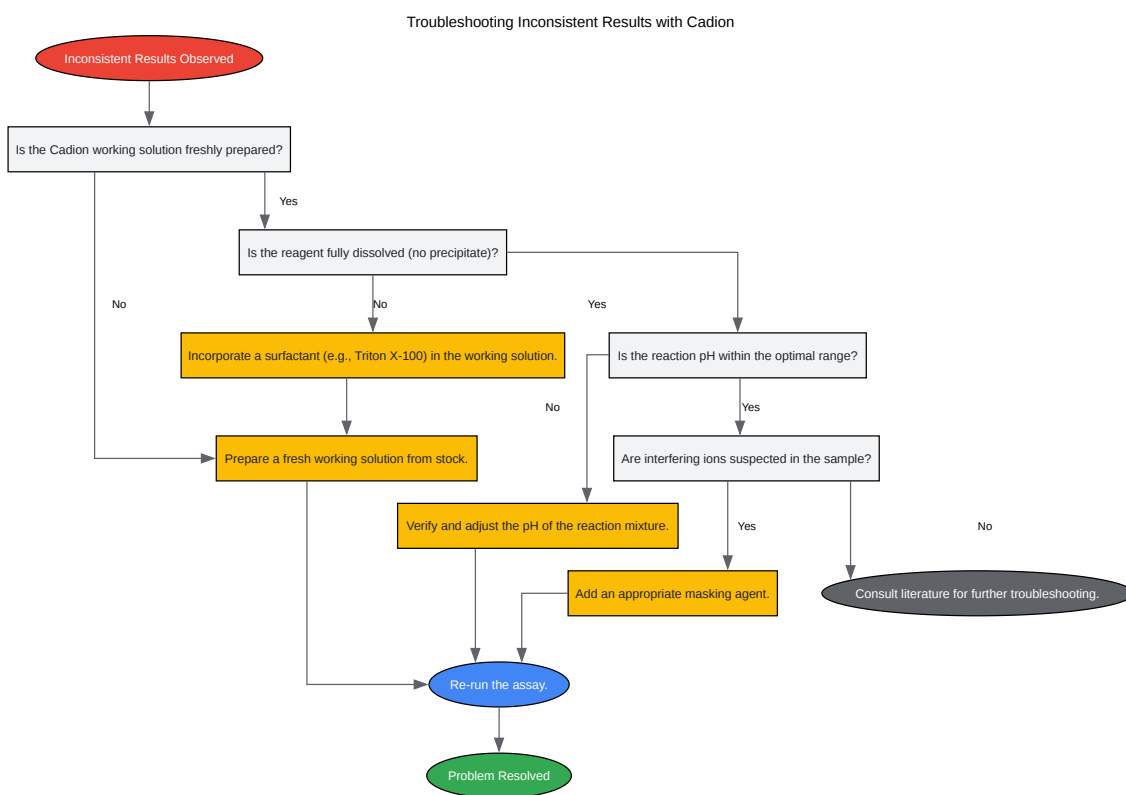 Troubleshooting Inconsistent Results with Cadion
Inconsistent Results Observed
Is the Cadion working solution freshly prepared?
Yes
Is the reagent fully dissolved (no precipitate)?
No
No
Yes
Incorporate a surfactant (e.g., Triton X-100) in the working solution.
Is the reaction pH within the optimal range?
No
Yes
Prepare a fresh working solution from stock.
Are interfering ions suspected in the sample?
Verify and adjust the pH of the reaction mixture.
Yes
No
Add an appropriate masking agent.
Consult literature for further troubleshooting.
Re-run the assay.
Problem Resolved